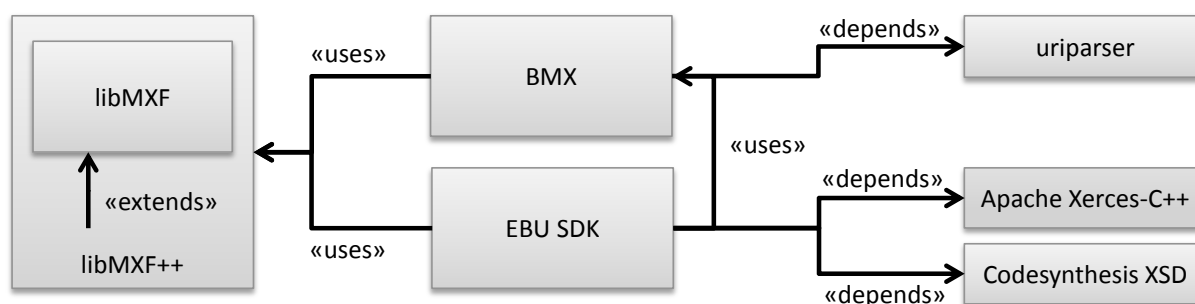 «depends»
uriparser
«uses»
BMX
libMXF
«uses»
«depends»
Apache Xerces-C++
«extends»
EBU SDK
«uses»
libMXF++
Codesynthesis XSD
«depends»